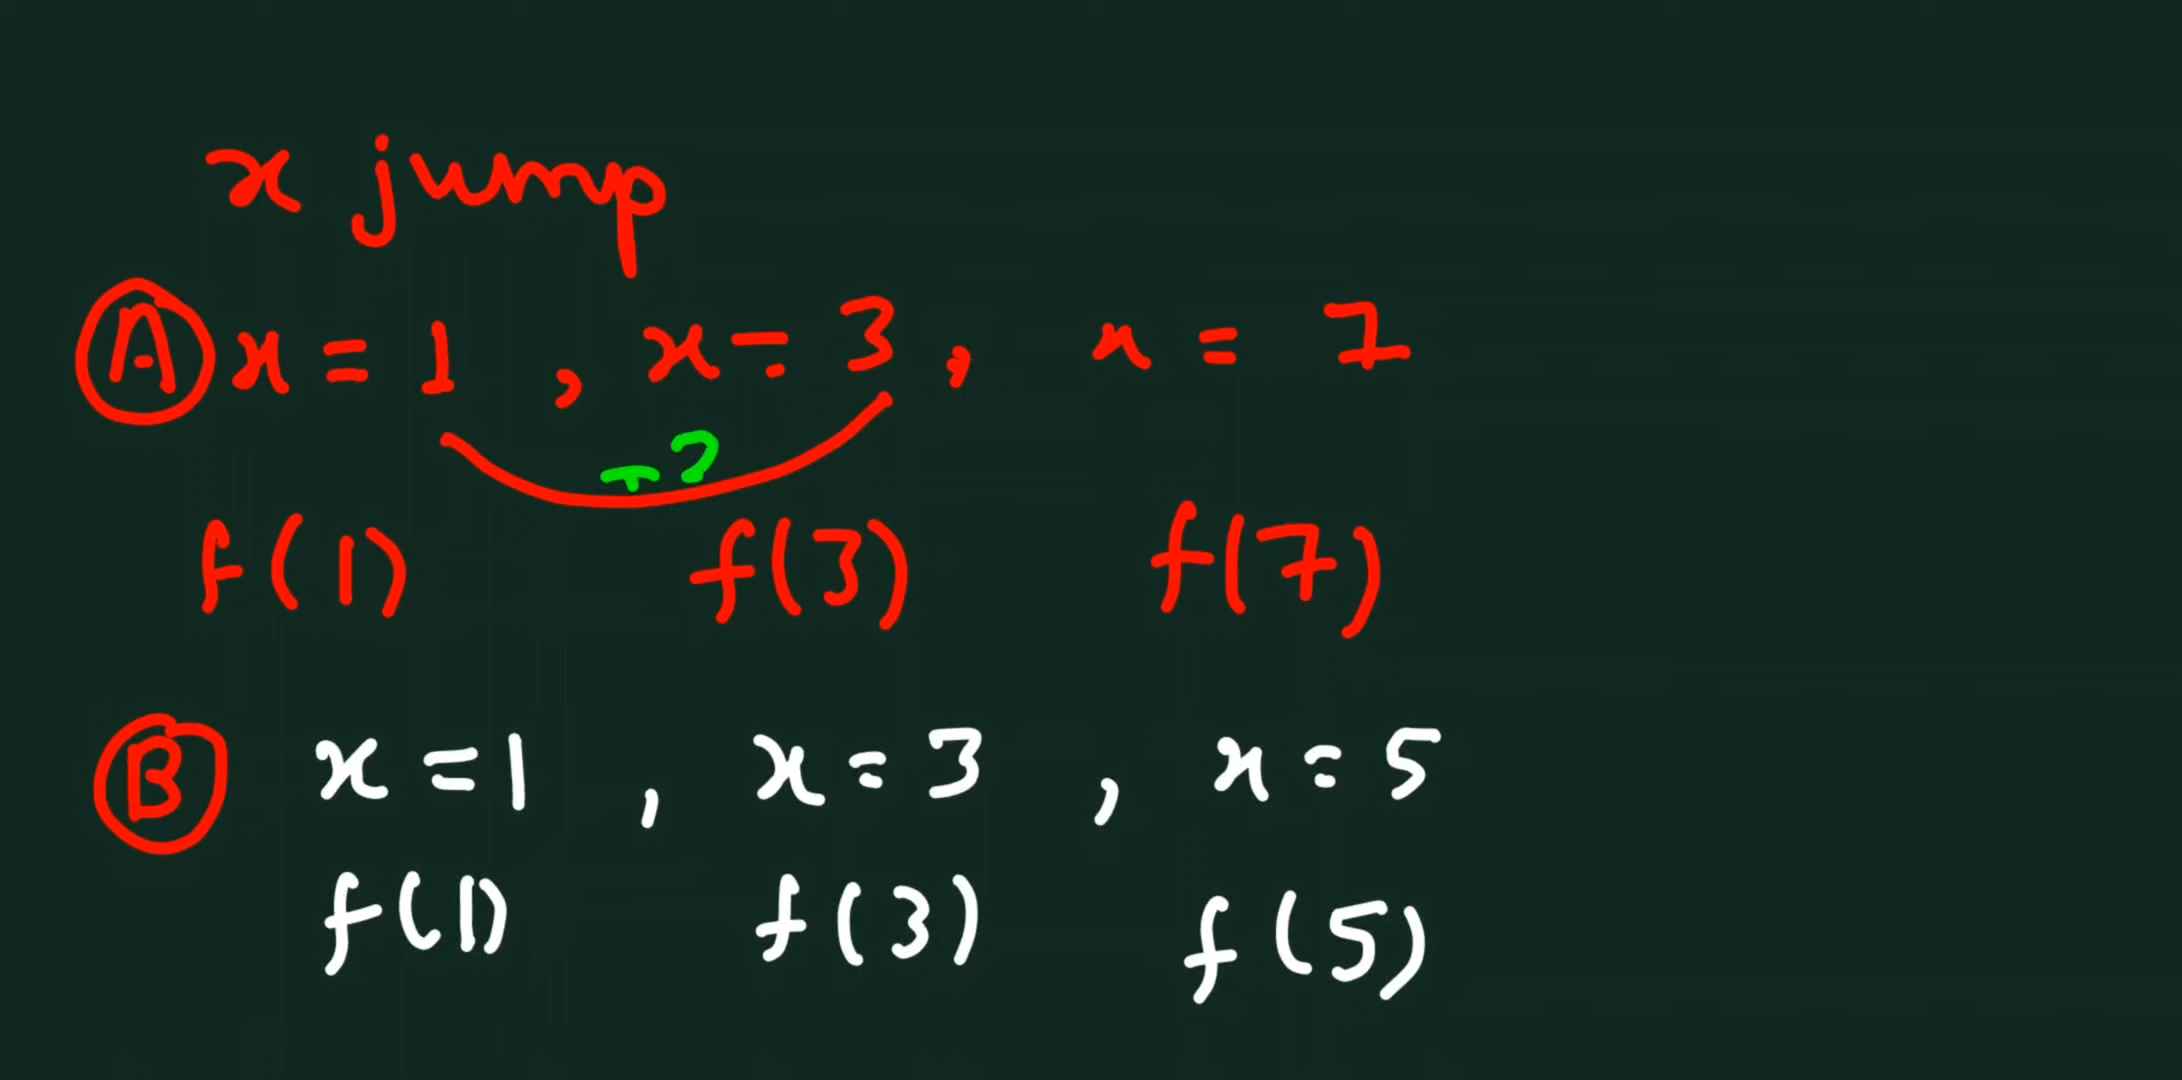 x jump
A x = 1 , x = 3 , x = 7
+2
f(1) f(3) f(7)
B x = 1 , x = 3 , x = 5
f(1) f(3) f(5)